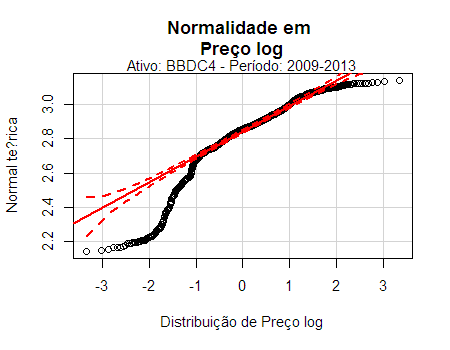 Normalidade em
Preço log
Ativo: BBDC4 - Período: 2009-2013
Normal te?rica
3.0
2.8
2.6
2.4
2.2
-3 -2 -1 0 1 2 3
Distribuição de Preço log